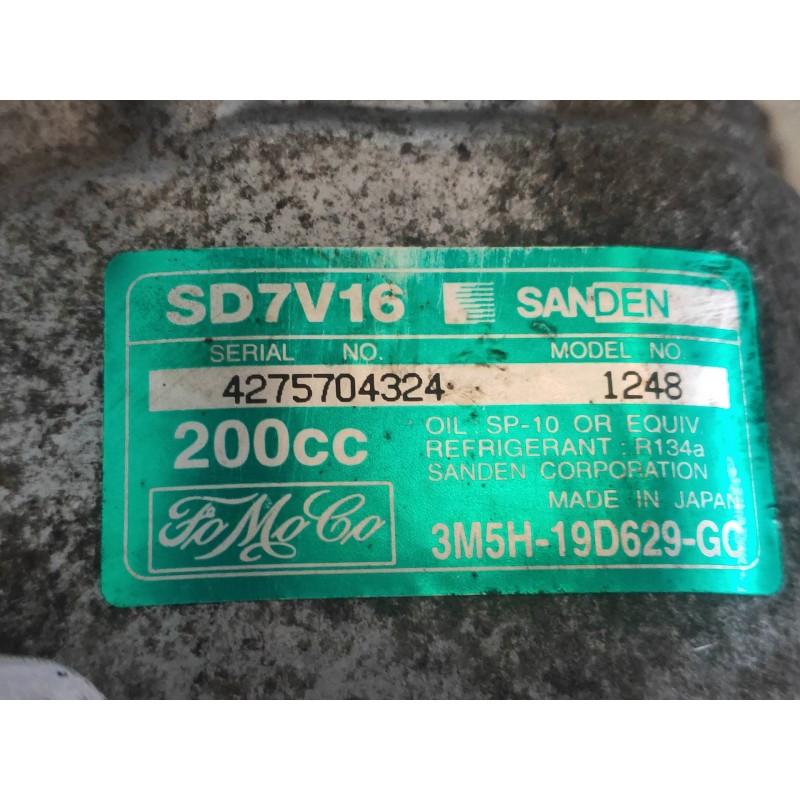 SD7V16 SANDEN
SERIAL NO. MODEL NO.
4275704324 1248
200cc
OIL : SP-10 OR EQUIV.
REFRIGERANT : R134a
SANDEN CORPORATION
MADE IN JAPAN
FoMoCo
3M5H-19D629-GC